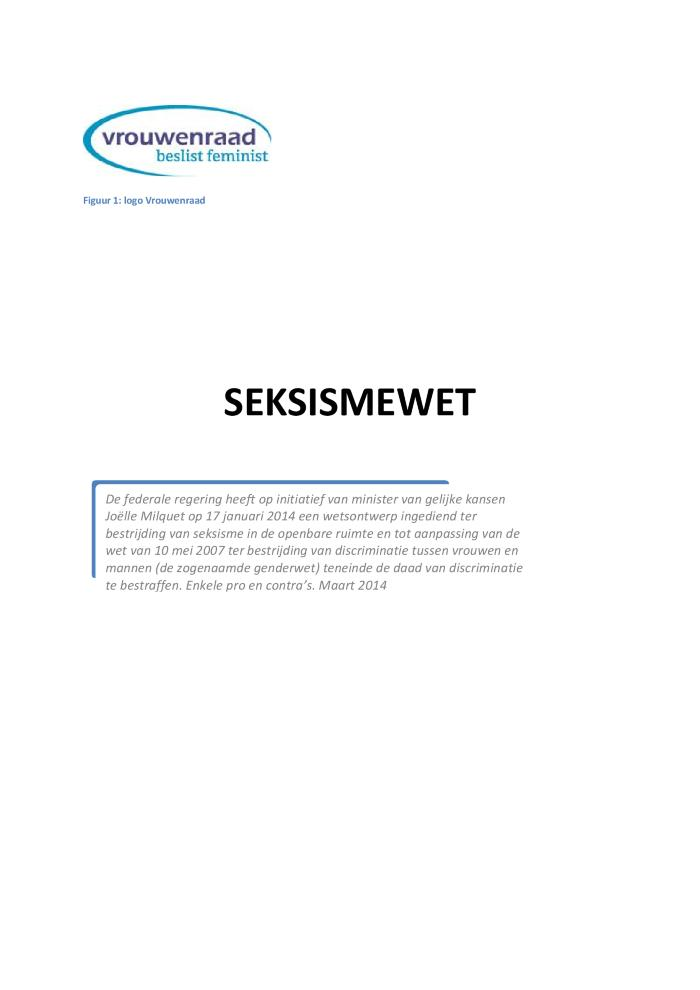 vrouwenraad
beslist feminist
Figuur 1: logo Vrouwenraad
SEKSISMEWET
De federale regering heeft op initiatief van minister van gelijke kansen
Joëlle Milquet op 17 januari 2014 een wetsontwerp ingediend ter
bestrijding van seksisme in de openbare ruimte en tot aanpassing van de
wet van 10 mei 2007 ter bestrijding van discriminatie tussen vrouwen en
mannen (de zogenaamde genderwet) teneinde de daad van discriminatie
te bestraffen. Enkele pro en contra’s. Maart 2014